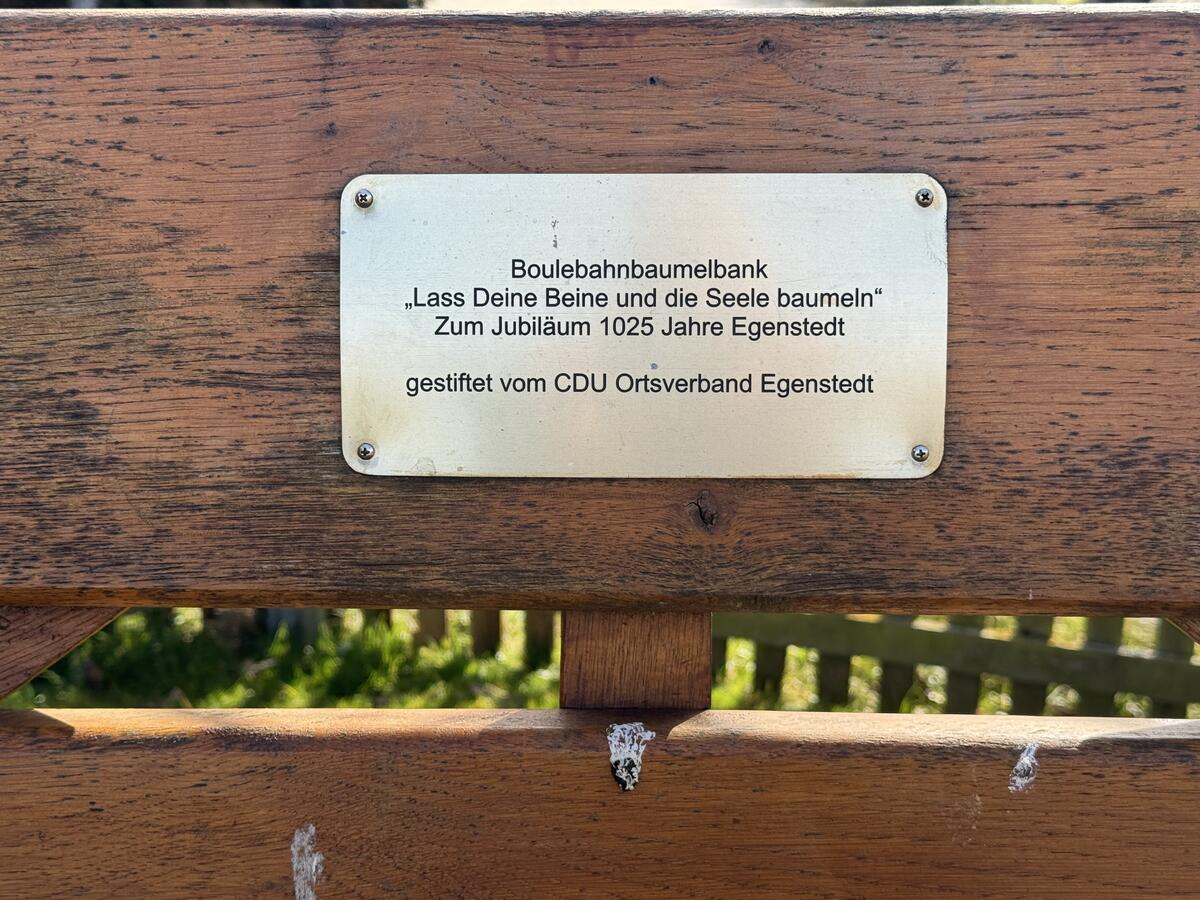 Boulebahnbaumelbank
„Lass Deine Beine und die Seele baumeln“
Zum Jubiläum 1025 Jahre Egenstedt
gestiftet vom CDU Ortsverband Egenstedt